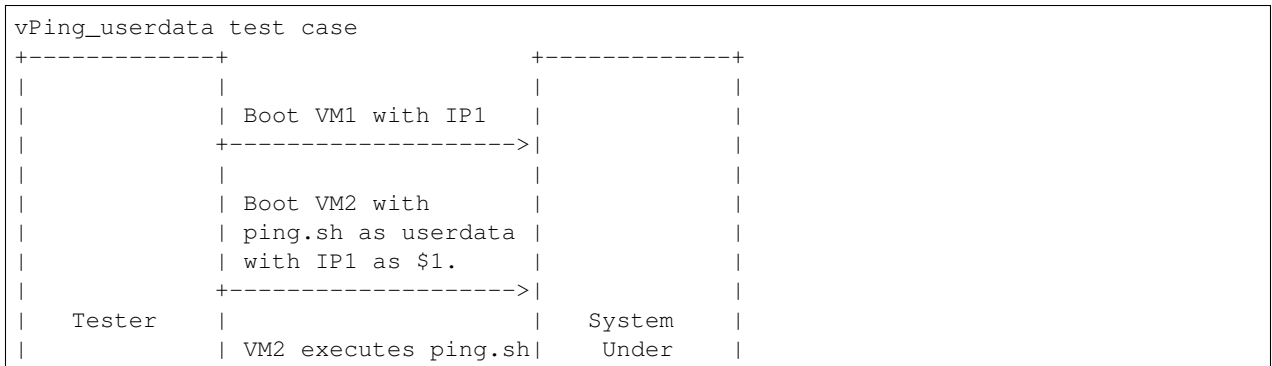 vPing_userdata test case
+-------------+                     +-------------+
|             |                     |             |
|             | Boot VM1 with IP1   |             |
|             +-------------------->|             |
|             |                     |             |
|             | Boot VM2 with       |             |
|             | ping.sh as userdata |             |
|             | with IP1 as $1.     |             |
|             +-------------------->|             |
|   Tester    |                     |   System    |
|             | VM2 executes ping.sh|    Under    |